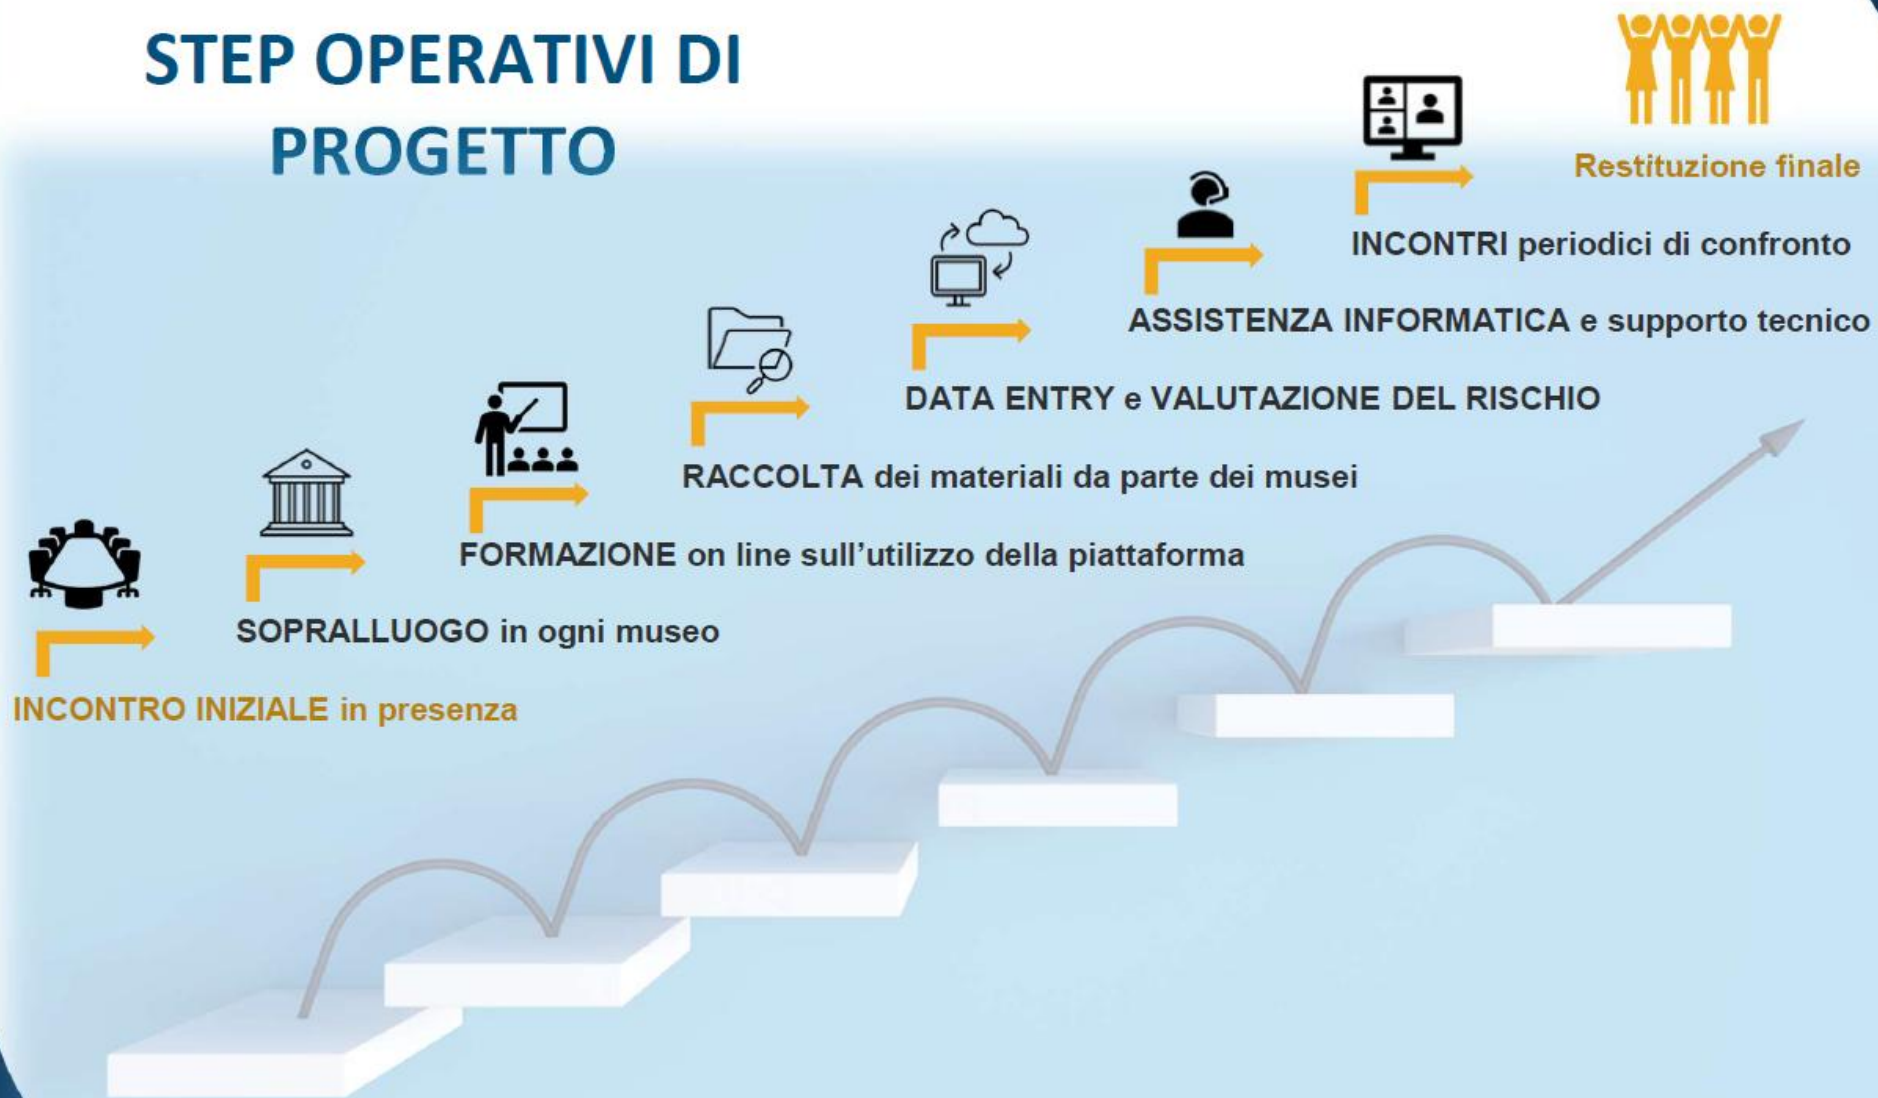 STEP OPERATIVI DI
PROGETTO
Restituzione finale
INCONTRI periodici di confronto
ASSISTENZA INFORMATICA e supporto tecnico
DATA ENTRY e VALUTAZIONE DEL RISCHIO
RACCOLTA dei materiali da parte dei musei
FORMAZIONE on line sull'utilizzo della piattaforma
SOPRALLUOGO in ogni museo
INCONTRO INIZIALE in presenza